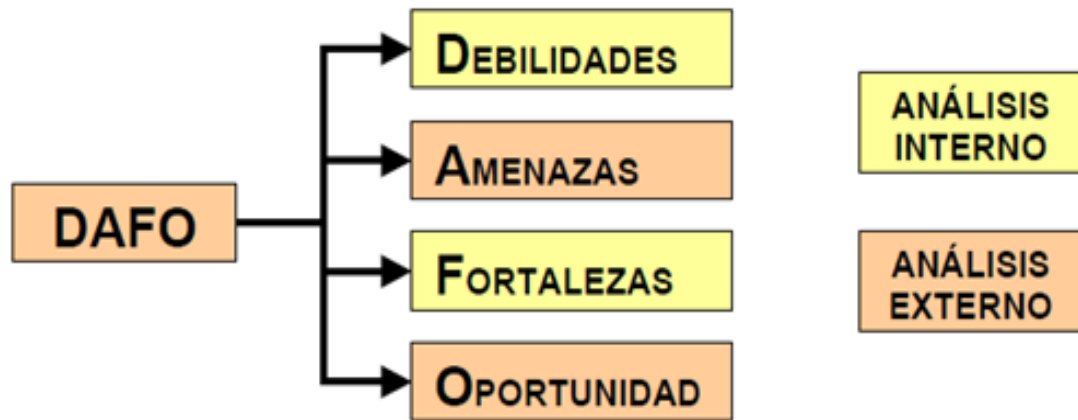 DAFO
DEBILIDADES
AMENAZAS
FORTALEZAS
OPORTUNIDAD
ANÁLISIS
INTERNO
ANÁLISIS
EXTERNO